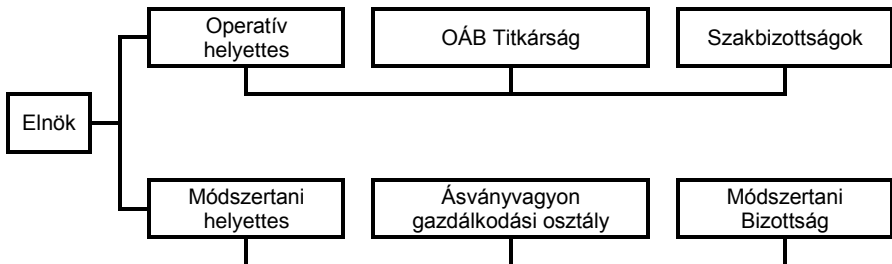 Operatív
helyettes
OÁB Titkárság
Szakbizottságok
Elnök
Módszertani
helyettes
Ásványvagyon
gazdálkodási osztály
Módszertani
Bizottság